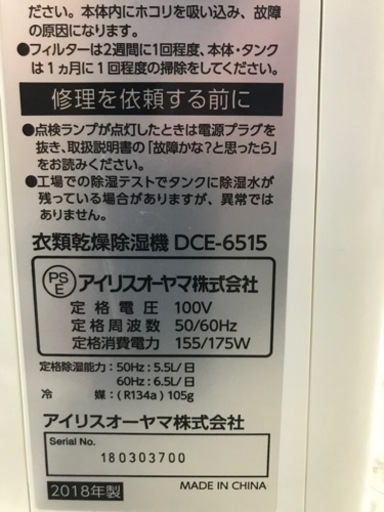 ださい。本体内にホコリを吸い込み、故障
の原因になります。
●フィルターは2週間に1回程度、本体・タンク
は1ヵ月に1回程度の掃除をしてください。
修理を依頼する前に
●点検ランプが点灯したときは電源プラグを
抜き、取扱説明書の「故障かな?と思ったら」
をお読みください。
●工場での除湿テストでタンクに除湿水が
残っている場合がありますが、異常では
ありません。
衣類乾燥除湿機 DCE-6515
PS
E
アイリスオーヤマ株式会社
定格電圧 100V
定格周波数 50/60Hz
定格消費電力 155/175W
定格除湿能力:50Hz:5.5L/日
60Hz:6.5L/日
冷媒:(R134a)105g
アイリスオーヤマ株式会社
Serial No.
180303700
2018年製 MADE IN CHINA